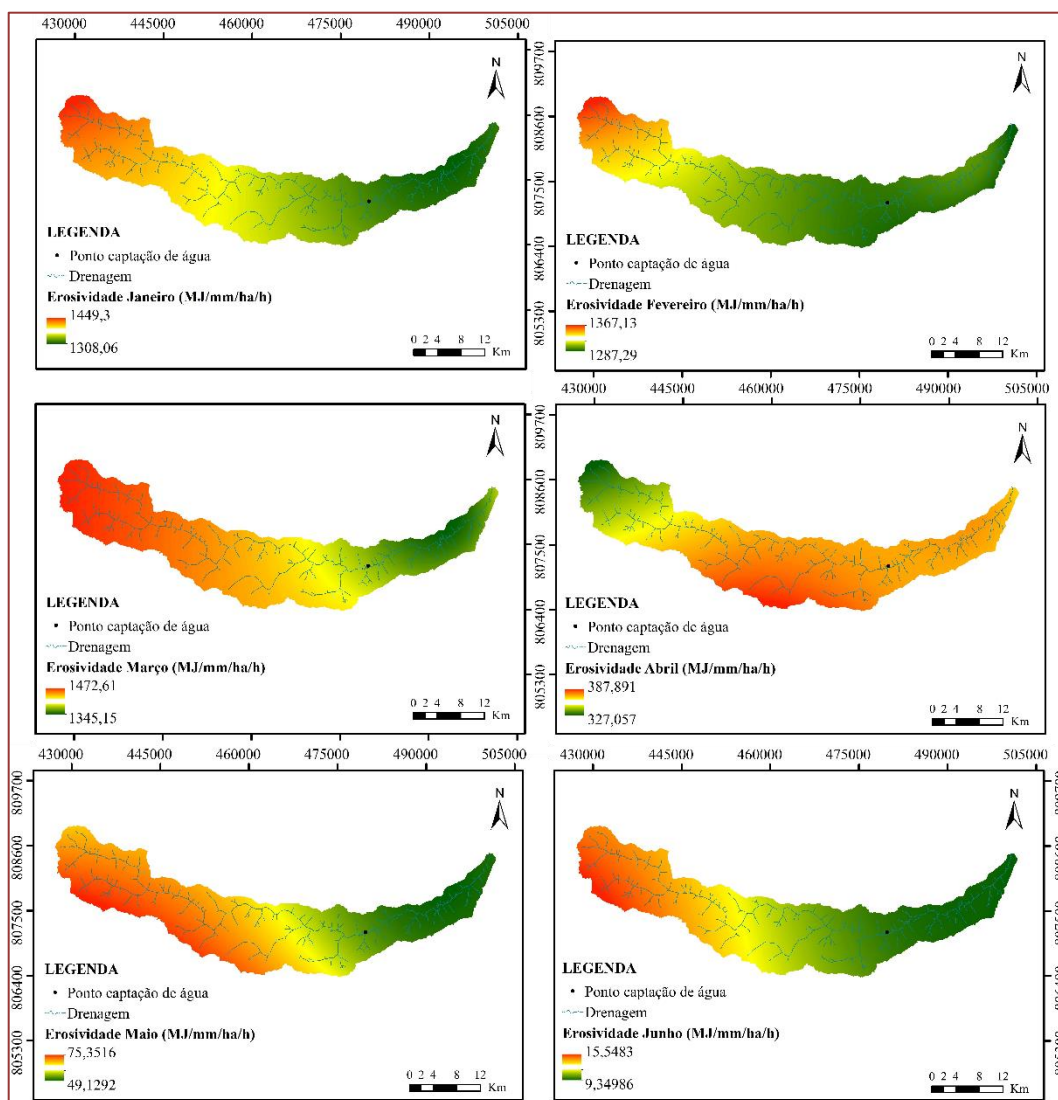 430000 445000 460000 475000 490000 505000
N
LEGENDA
Ponto captação de água
Drenagem
Erosividade Janeiro (MJ/mm/ha/h)
1449,3
1308,06
0 2 4 8 12
Km
809700
808600
807500
806400
805300
N
LEGENDA
Ponto captação de água
Drenagem
Erosividade Fevereiro (MJ/mm/ha/h)
1367,13
1287,29
0 2 4 8 12
Km
430000 445000 460000 475000 490000 505000
N
LEGENDA
Ponto captação de água
Drenagem
Erosividade Março (MJ/mm/ha/h)
1472,61
1345,15
0 2 4 8 12
Km
809700
808600
807500
806400
805300
N
LEGENDA
Ponto captação de água
Drenagem
Erosividade Abril (MJ/mm/ha/h)
387,891
327,057
0 2 4 8 12
Km
430000 445000 460000 475000 490000 505000
809700
808600
807500
806400
805300
N
LEGENDA
Ponto captação de água
Drenagem
Erosividade Maio (MJ/mm/ha/h)
75,3516
49,1292
0 2 4 8 12
Km
430000 445000 460000 475000 490000 505000
N
LEGENDA
Ponto captação de água
Drenagem
Erosividade Junho (MJ/mm/ha/h)
15,5483
9,34986
0 2 4 8 12
Km